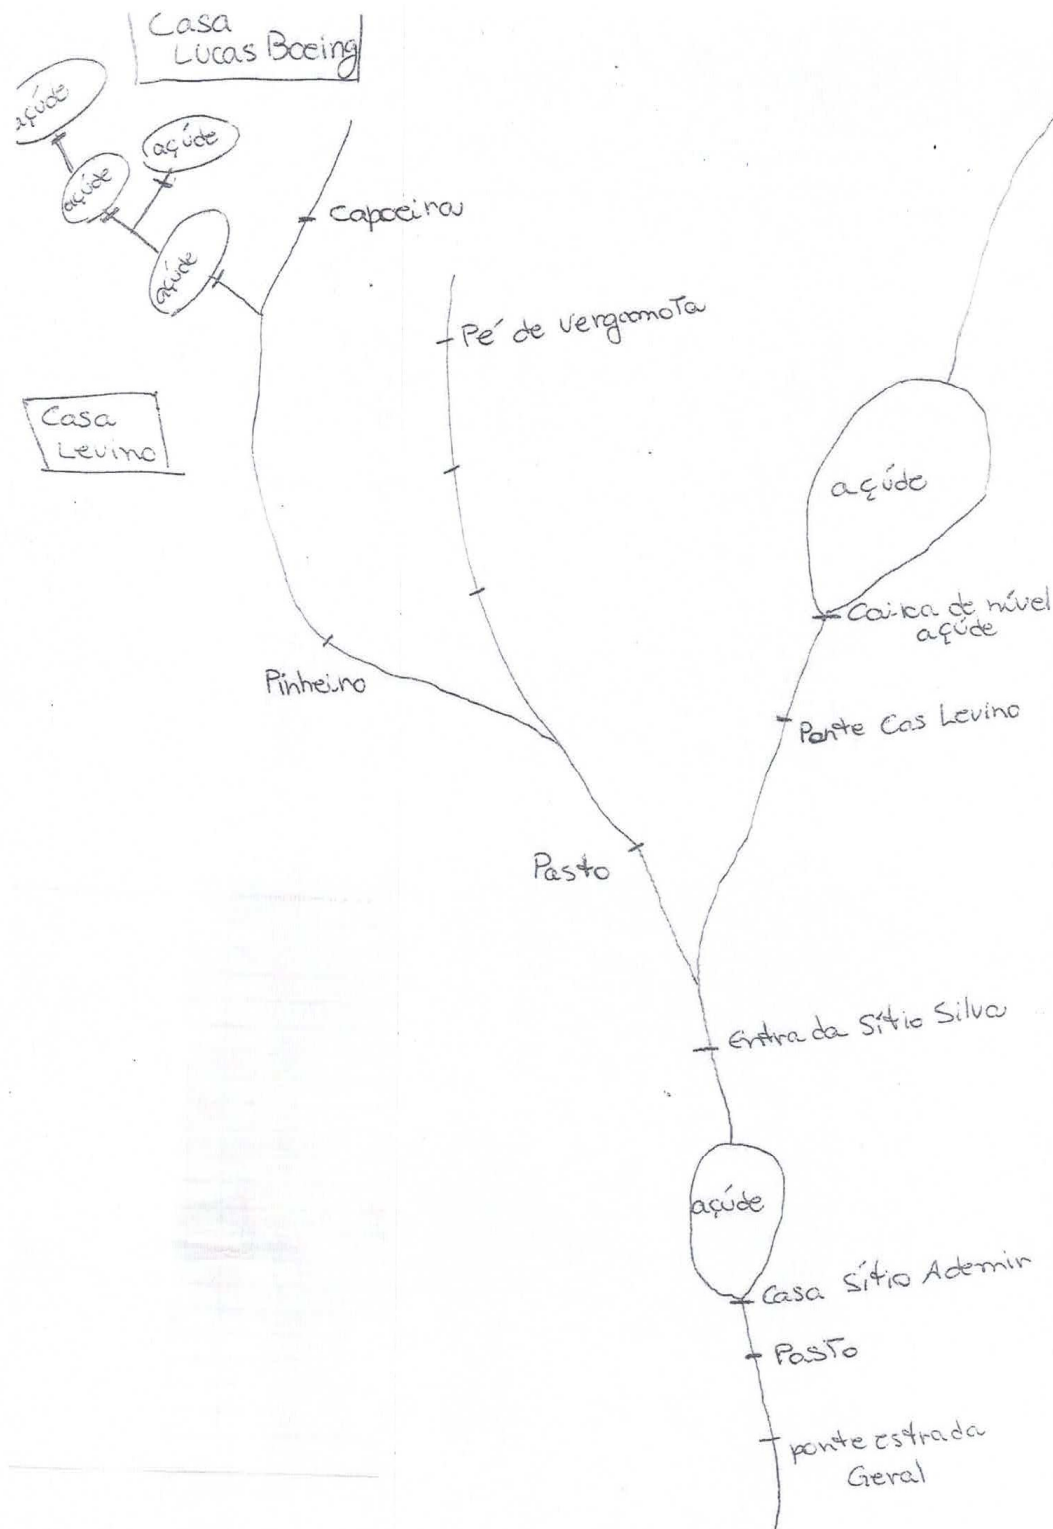 Casa
Lucas Boeing
açúde
açúde
açúde
açúde
Capoeira
Pé de vergamota
Casa
Levino
açúde
Caixa de nível
açúde
Pinheiro
Ponte Cas Levino
Pasto
Entrada Sítio Silva
açúde
Casa Sítio Ademir
Pasto
ponte estrada
Geral